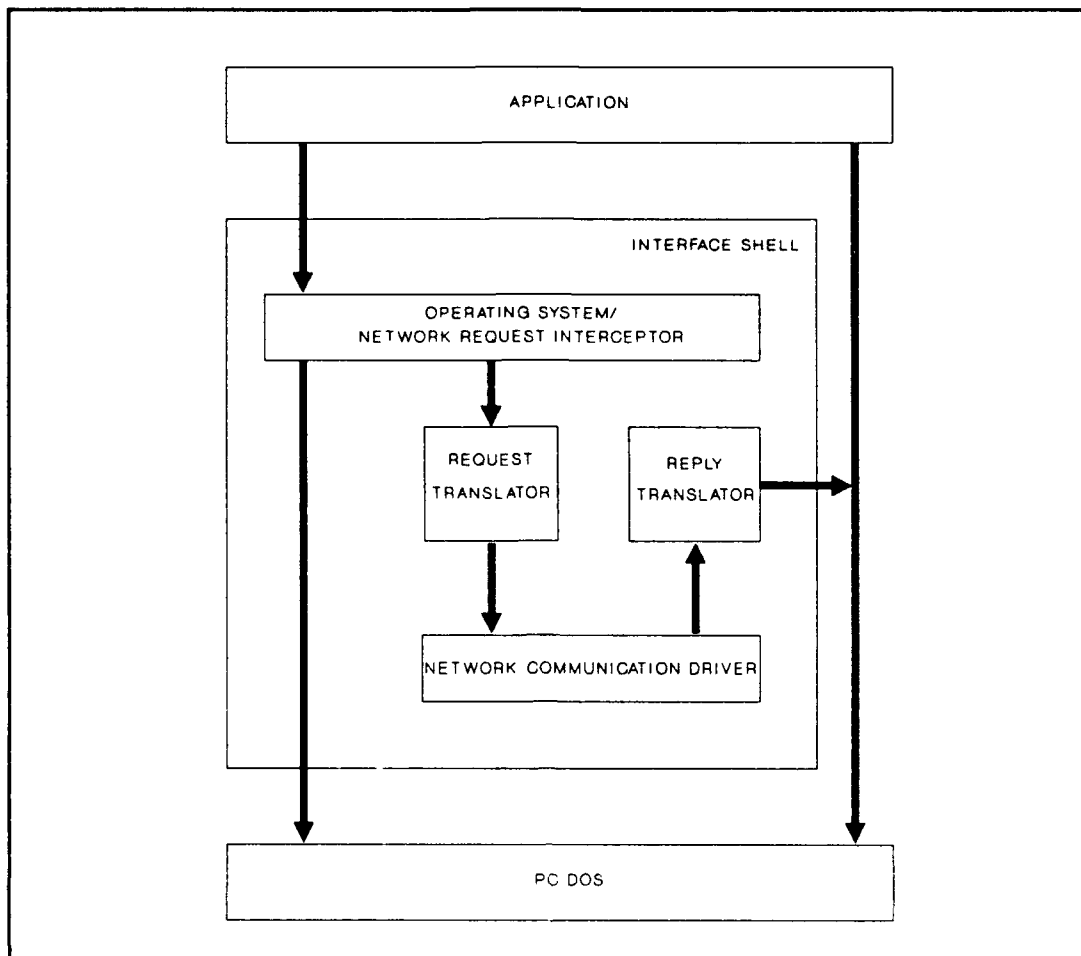 APPLICATION
INTERFACE SHELL
OPERATING SYSTEM/
NETWORK REQUEST INTERCEPTOR
REQUEST
TRANSLATOR
REPLY
TRANSLATOR
NETWORK COMMUNICATION DRIVER
PC DOS